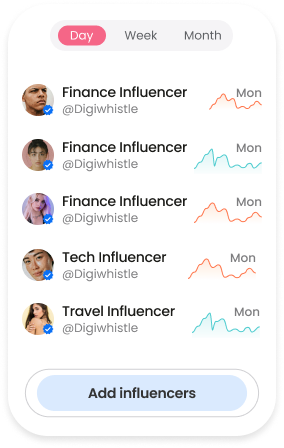 Day Week Month
Finance Influencer Mon
@Digiwhistle
Finance Influencer Mon
@Digiwhistle
Finance Influencer Mon
@Digiwhistle
Tech Influencer Mon
@Digiwhistle
Travel Influencer Mon
@Digiwhistle
Add influencers